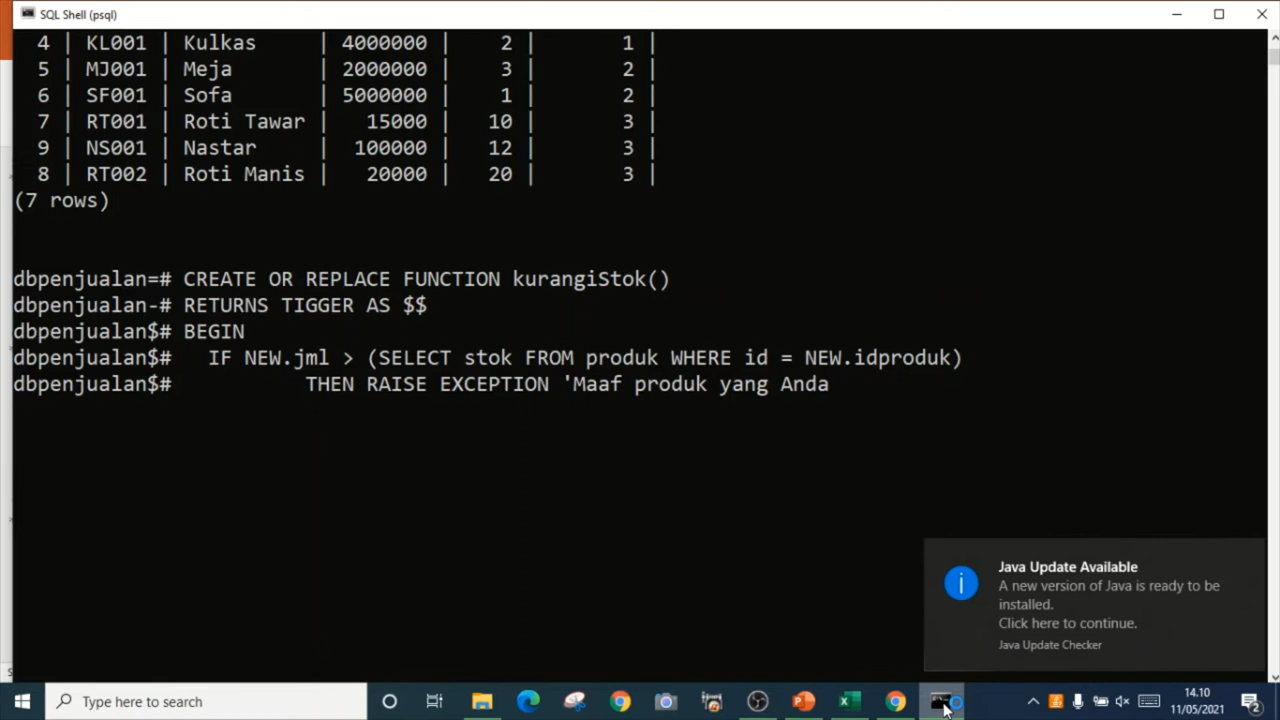 SQL Shell (psql)
4 | KL001 | Kulkas | 4000000 | 2 | 1 |
5 | MJ001 | Meja | 2000000 | 3 | 2 |
6 | SF001 | Sofa | 5000000 | 1 | 2 |
7 | RT001 | Roti Tawar | 15000 | 10 | 3 |
9 | NS001 | Nastar | 100000 | 12 | 3 |
8 | RT002 | Roti Manis | 20000 | 20 | 3 |
(7 rows)
dbpenjualan=# CREATE OR REPLACE FUNCTION kurangiStok()
dbpenjualan-# RETURNS TIGGER AS $$
dbpenjualan$# BEGIN
dbpenjualan$# IF NEW.jml > (SELECT stok FROM produk WHERE id = NEW.idproduk)
dbpenjualan$# THEN RAISE EXCEPTION 'Maaf produk yang Anda
Java Update Available
A new version of Java is ready to be
installed.
Click here to continue.
Java Update Checker
Type here to search
14.10
11/05/2021
2